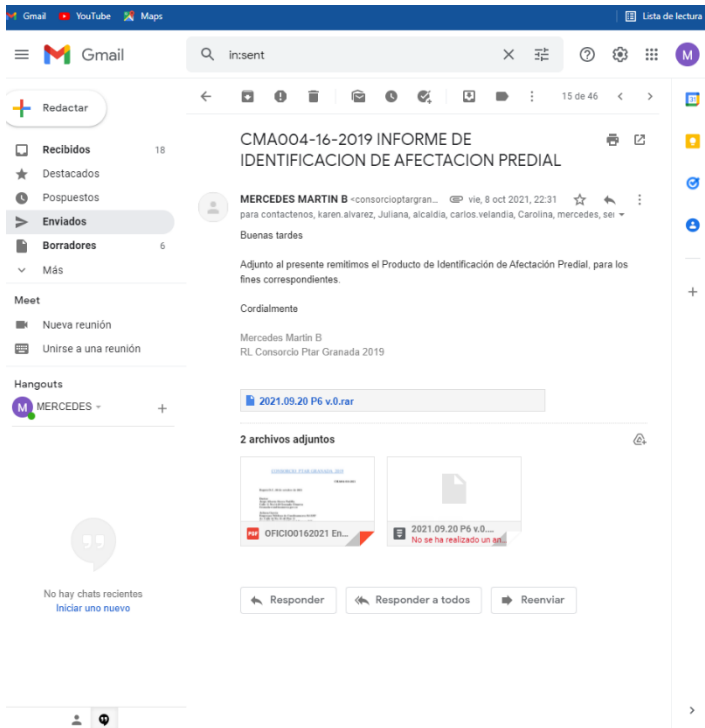 Gmail YouTube Maps Lista de lectura
Gmail
in:sent
M
Redactar
15 de 46
Recibidos 18
Destacados
Pospuestos
Enviados
Borradores 6
Más
Meet
Nueva reunión
Unirse a una reunión
Hangouts
M MERCEDES
No hay chats recientes
Iniciar uno nuevo
CMA004-16-2019 INFORME DE
IDENTIFICACION DE AFECTACION PREDIAL
MERCEDES MARTIN B <consorcioptargran... vie, 8 oct 2021, 22:31
para contactenos, karen.alvarez, Juliana, alcaldia, carlos.velandia, Carolina, mercedes, ser
Buenas tardes
Adjunto al presente remitimos el Producto de Identificación de Afectación Predial, para los
fines correspondientes.
Cordialmente
Mercedes Martin B
RL Consorcio Ptar Granada 2019
2021.09.20 P6 v.0.rar
2 archivos adjuntos
CONSORCIO PTAR GRANADA 2019
PDF OFICIO0162021 En...
2021.09.20 P6 v.0....
No se ha realizado un an...
Responder
Responder a todos
Reenviar